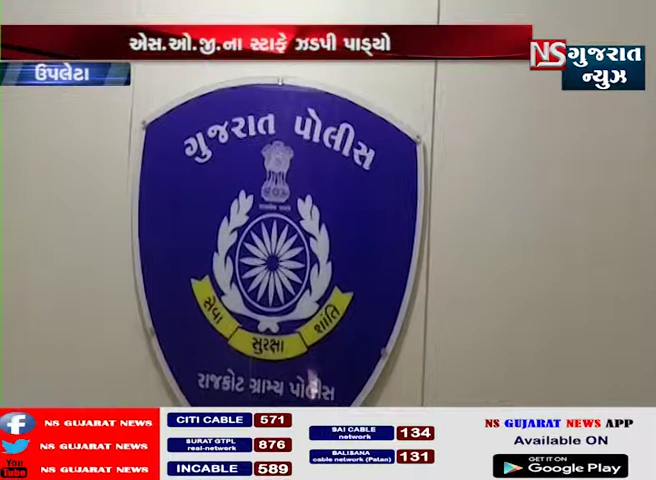 એસ.ઓ.જી.ના સ્ટાફે ઝડપી પાડ્યો
ઉપલેટા
NS ગુજરાત
ન્યુઝ
ગુજરાત પોલીસ
સેવા
સુરક્ષા
શાંતિ
રાજકોટ ગ્રામ્ય પોલીસ
NS GUJARAT NEWS
NS GUJARAT NEWS
You Tube NS GUJARAT NEWS
CITI CABLE 571
SURAT GTPL real-network 876
INCABLE 589
SAI CABLE network 134
BALISANA cable network (Patan) 131
NS GUJARAT NEWS APP
Available ON
GET IT ON
Google Play